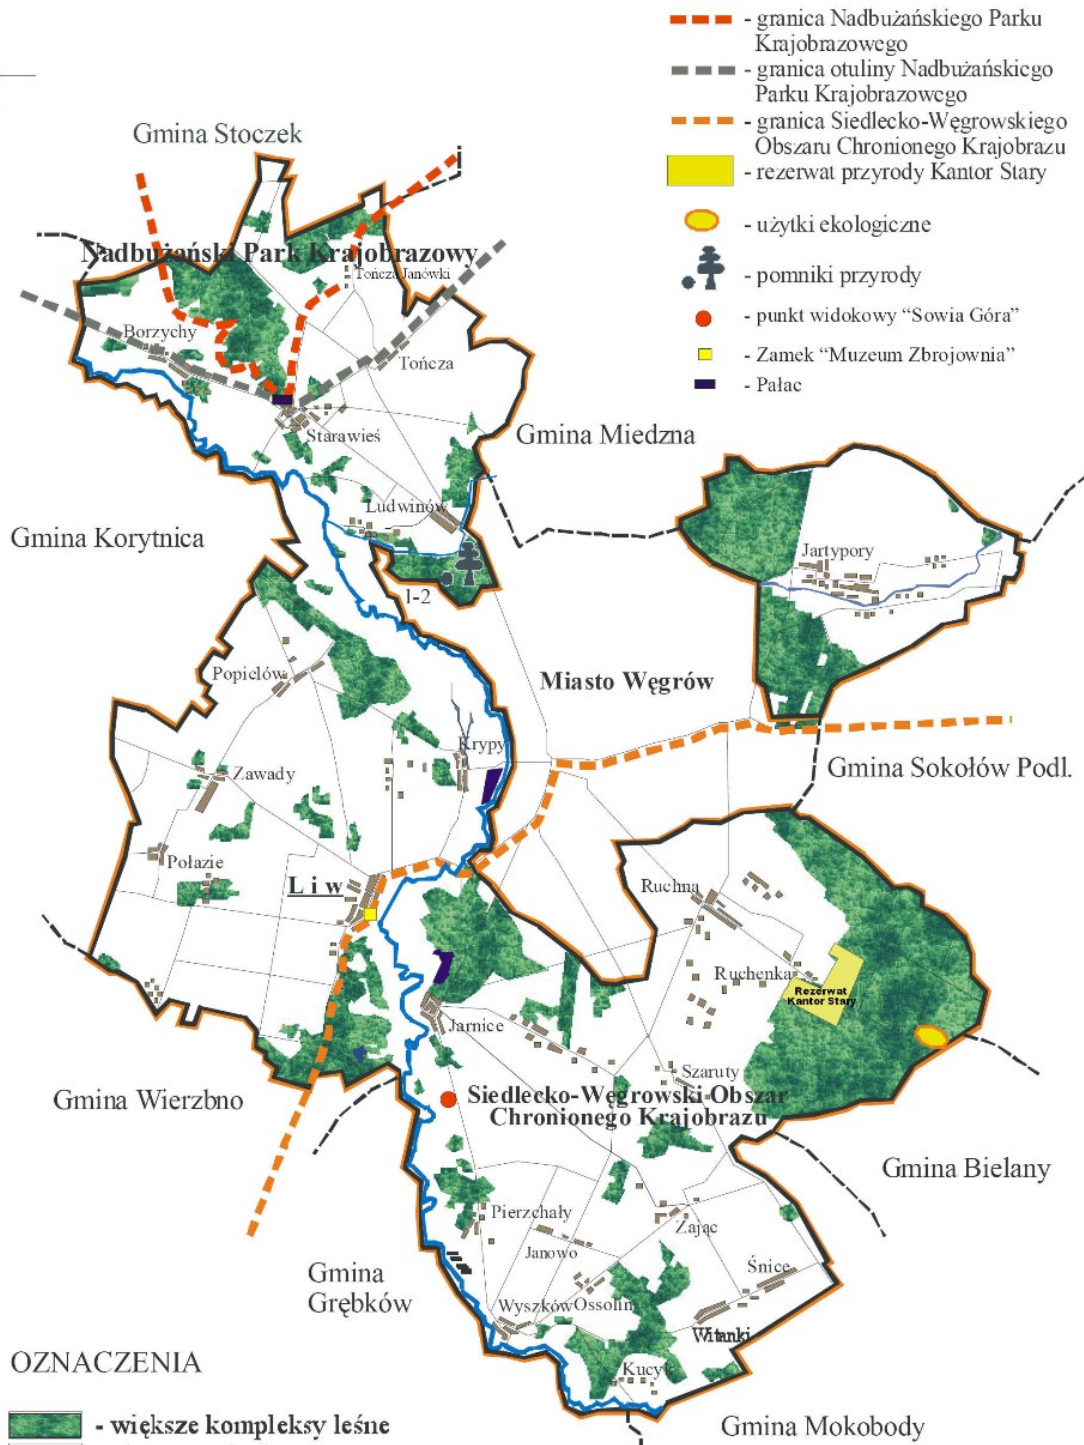 - granica Nadbużańskiego Parku
Krajobrazowego
- granica otuliny Nadbużańskiego
Parku Krajobrazowego
- granica Siedlecko-Węgrowskiego
Obszaru Chronionego Krajobrazu
- rezerwat przyrody Kantor Stary
- użytki ekologiczne
- pomniki przyrody
- punkt widokowy “Sowia Góra”
- Zamek “Muzeum Zbrojownia”
- Pałac
Gmina Stoczek
Nadbużański Park Krajobrazowy
Tończa Janówki
Borzychy
Tończa
Starawieś
Gmina Miedzna
Ludwinów
Gmina Korytnica
Jartypory
1-2
Popielów
Miasto Węgrów
Krypy
Zawady
Gmina Sokołów Podl.
Połazie
Liw
Ruchna
Ruchenka
Rezerwat
Kantor Stary
Jarnice
Szaruty
Gmina Wierzbno
Siedlecko-Węgrowski Obszar
Chronionego Krajobrazu
Gmina Bielany
Pierzchały
Zając
Janowo
Śnice
Gmina
Grębków
Wyszków
Ossolin
Witanki
Kucyk
OZNACZENIA
- większe kompleksy leśne
Gmina Mokobody